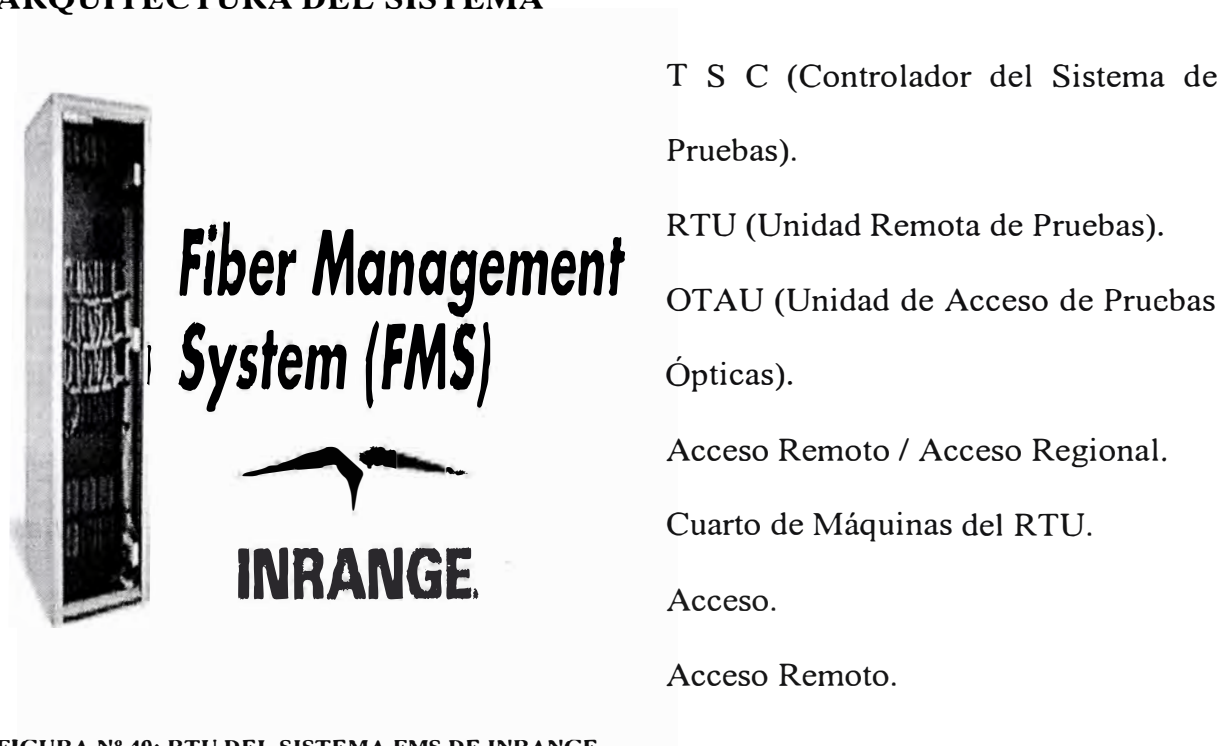 ARQUITECTURA DEL SISTEMA
Fiber Management
System (FMS)
INRANGE.
T S C (Controlador del Sistema de
Pruebas).
RTU (Unidad Remota de Pruebas).
OTAU (Unidad de Acceso de Pruebas
Ópticas).
Acceso Remoto / Acceso Regional.
Cuarto de Máquinas del RTU.
Acceso.
Acceso Remoto.
FIGURA Nº 49: RTU DEL SISTEMA FMS DE INRANGE